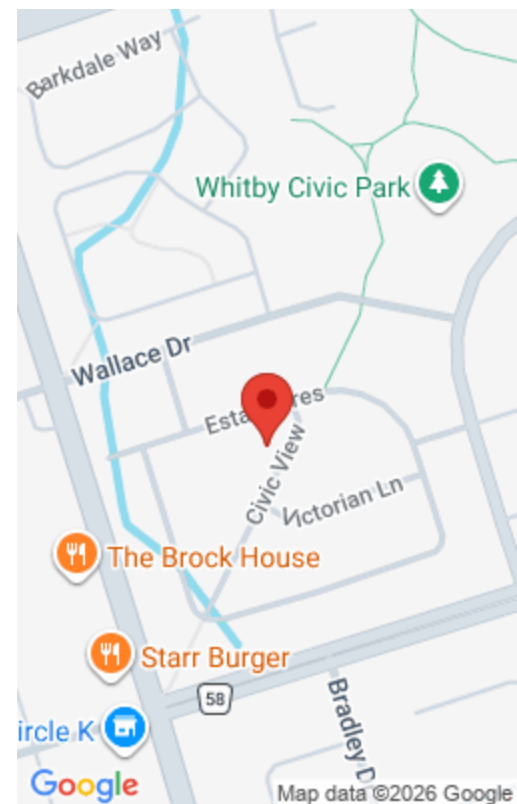 Barkdale Way
Whitby Civic Park
Wallace Dr
Civic View
Victorian Ln
The Brock House
Starr Burger
58
ircle K
Bradley D
Google
Map data ©2026 Google